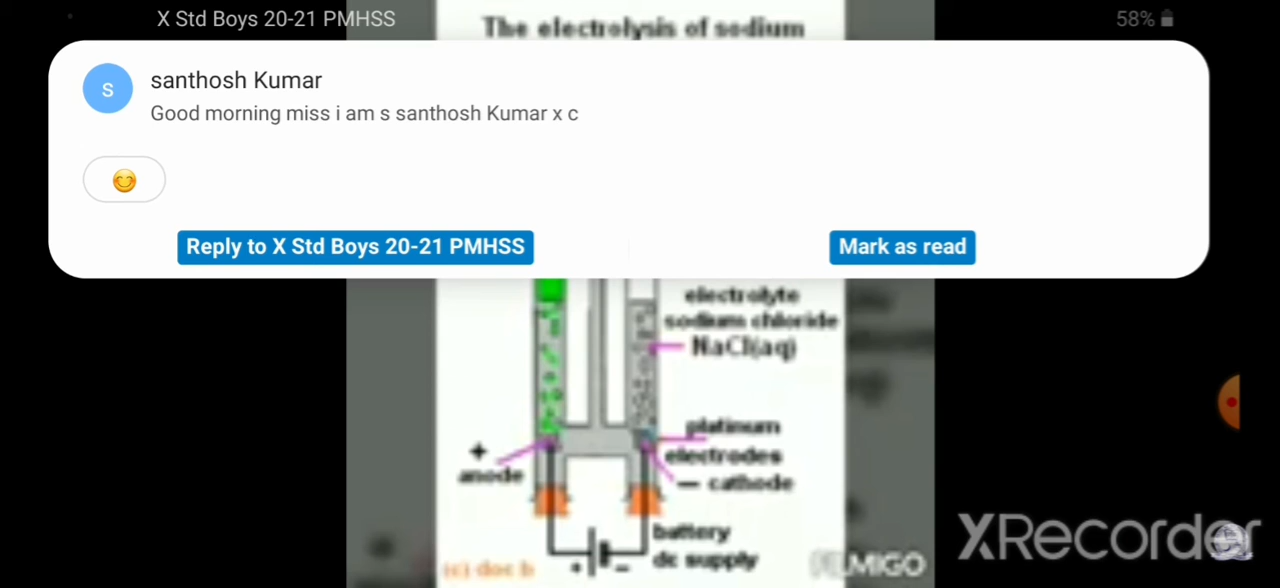 X Std Boys 20-21 PMHSS
58%
The electrolysis of sodium
S
santhosh Kumar
Good morning miss i am s santhosh Kumar x c
Reply to X Std Boys 20-21 PMHSS
Mark as read
electrolyte
sodium chloride
NaCl(aq)
platinum
electrodes
+
anode
− cathode
battery
dc supply
+ −
(c) doc b
FILMIGO
XRecorder